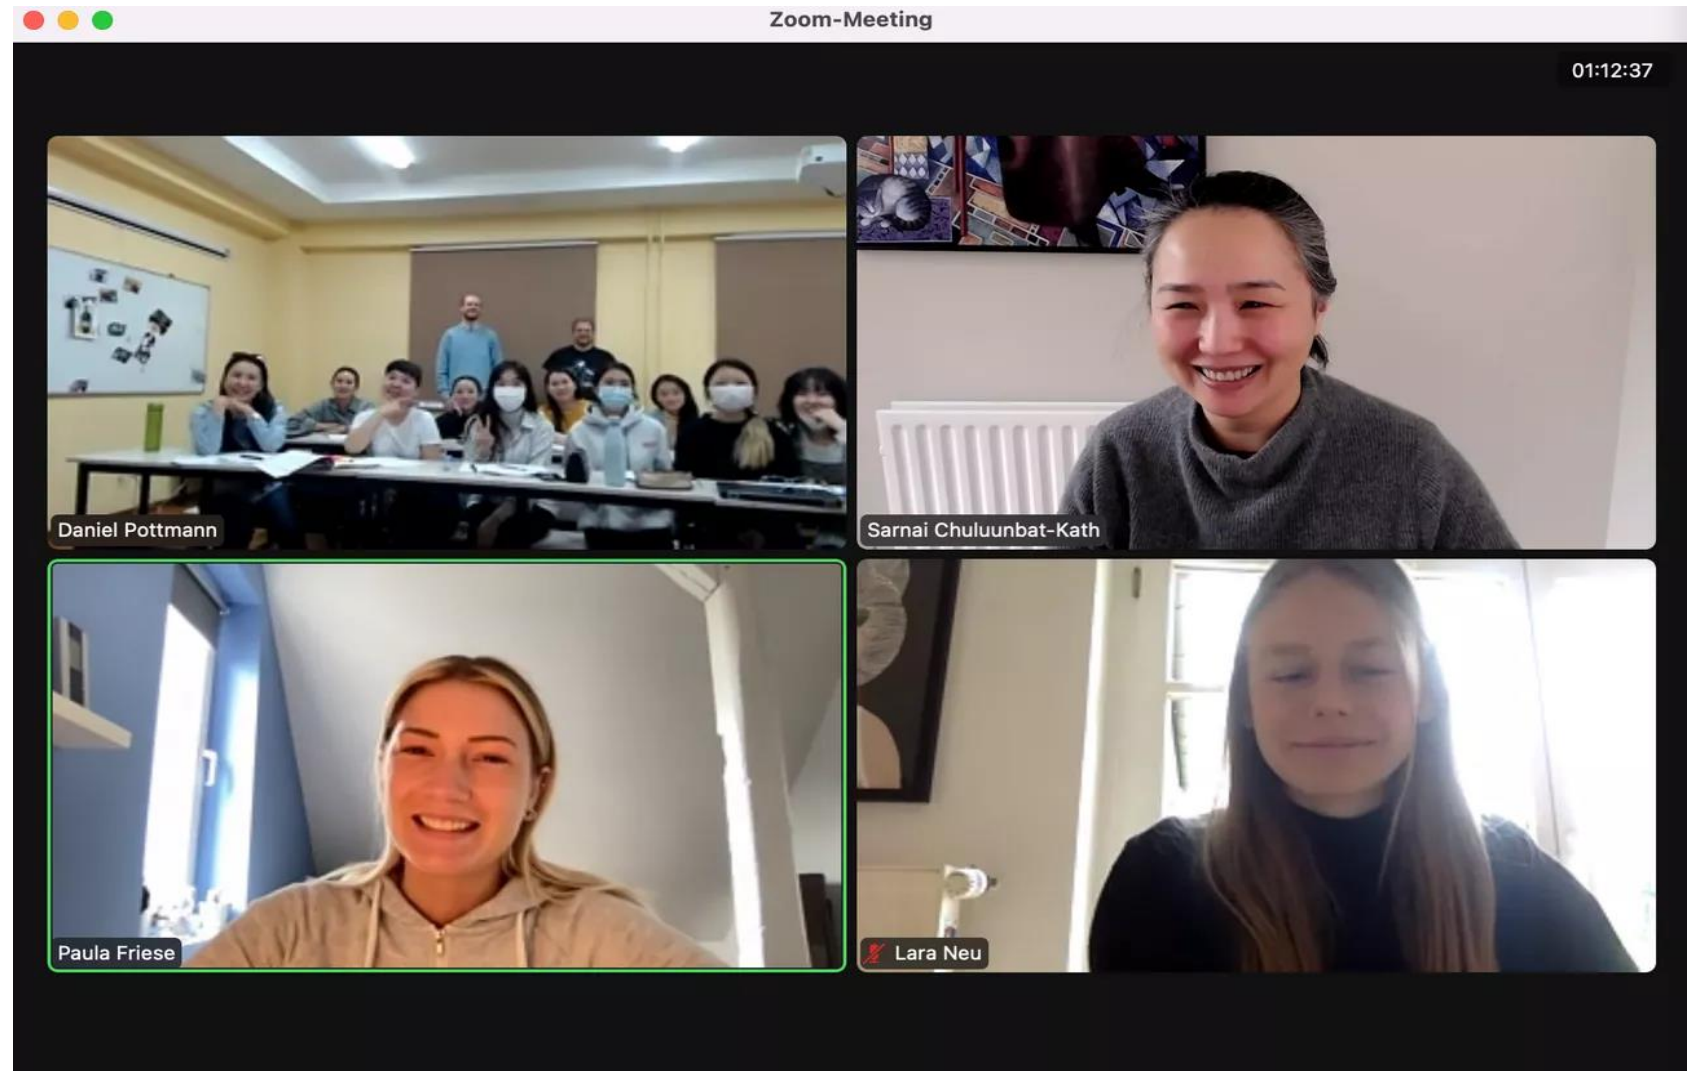 Zoom-Meeting
01:12:37
Daniel Pottmann
Sarnai Chuluunbat-Kath
Paula Friese
Lara Neu